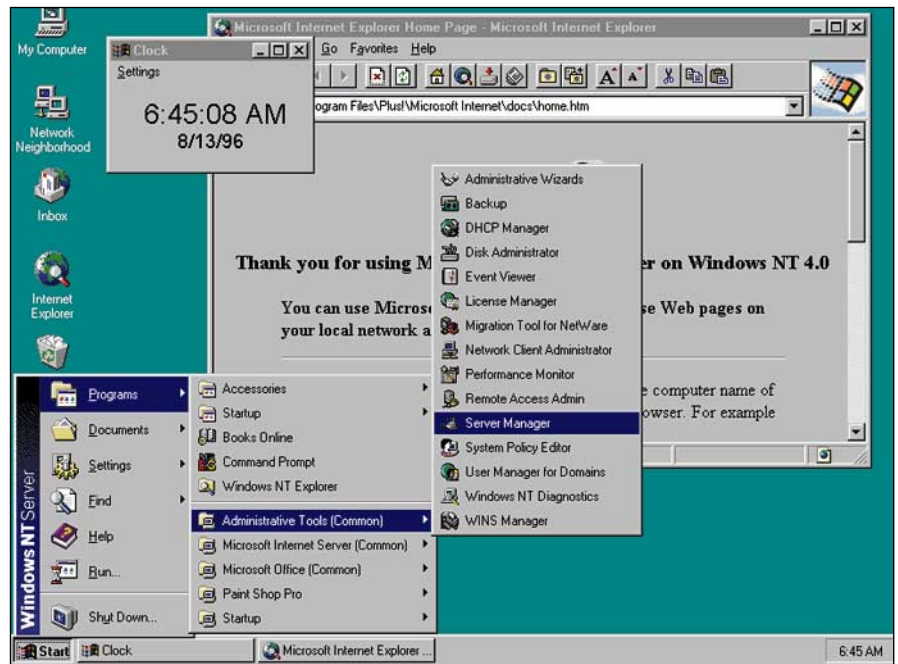 My Computer
Network
Neighborhood
Inbox
Internet
Explorer
Clock
Settings
6:45:08 AM
8/13/96
Microsoft Internet Explorer Home Page - Microsoft Internet Explorer
Go Favorites Help
ogram Files\Plus!\Microsoft Internet\docs\home.htm
Thank you for using M
er on Windows NT 4.0
You can use Microso
se Web pages on
your local network a
e computer name of
owser. For example
Administrative Wizards
Backup
DHCP Manager
Disk Administrator
Event Viewer
License Manager
Migration Tool for NetWare
Network Client Administrator
Performance Monitor
Remote Access Admin
Server Manager
System Policy Editor
User Manager for Domains
Windows NT Diagnostics
WINS Manager
Accessories
Startup
Books Online
Command Prompt
Windows NT Explorer
Administrative Tools (Common)
Microsoft Internet Server (Common)
Microsoft Office (Common)
Paint Shop Pro
Startup
Windows NT Server
Programs
Documents
Settings
Find
Help
Run...
Shut Down...
Start
Clock
Microsoft Internet Explorer ...
6:45 AM